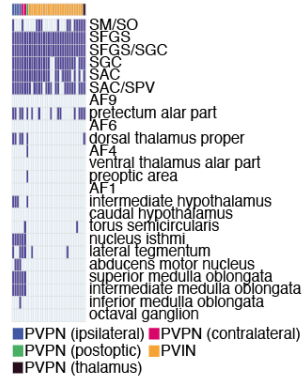 SM/SO
SFGS
SFGS/SGC
SGC
SAC
SAC/SPV
AF9
pretectum alar part
AF6
dorsal thalamus proper
AF4
ventral thalamus alar part
preoptic area
AF1
intermediate hypothalamus
caudal hypothalamus
torus semicircularis
nucleus isthmi
lateral tegmentum
abducens motor nucleus
superior medulla oblongata
intermediate medulla oblongata
inferior medulla oblongata
octaval ganglion
PVPN (ipsilateral) PVPN (contralateral)
PVPN (postoptic) PVIN
PVPN (thalamus)